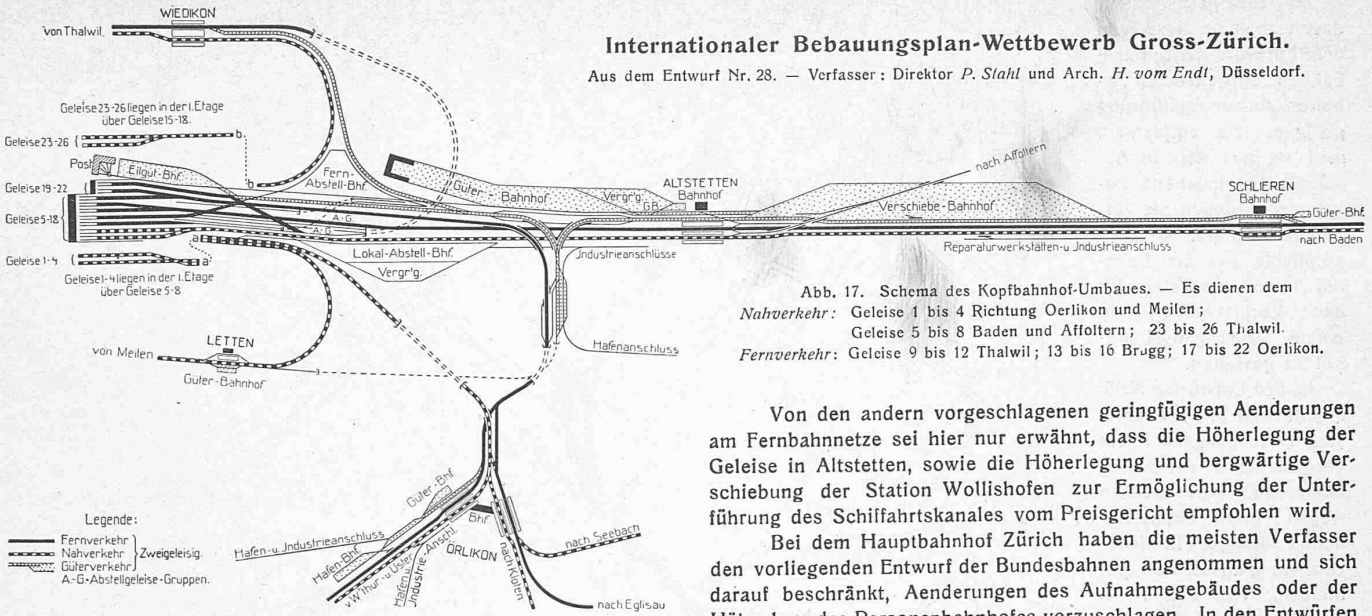 Internationaler Bebauungsplan-Wettbewerb Gross-Zürich.
Aus dem Entwurf Nr. 28. — Verfasser: Direktor P. Stahl und Arch. H. vom Endt, Düsseldorf.
WIEDIKON
von Thalwil
Geleise 23-26 liegen in der I. Etage
über Geleise 15-18.
Geleise 23-26
b
b
Post
Eilgut-Bhf.
Fern-
Abstell-Bhf.
Geleise 19-22
Geleise 5-18
A.-G.
A.-G.
Güter-
Bahnhof
Vergr'g.
G.B.
ALTSTETTEN
Bahnhof
nach Affoltern
Verschiebe-Bahnhof
SCHLIEREN
Bahnhof
Güter-Bhf.
nach Baden
Reparaturwerkstätten- u Industrieanschluss
Lokal-Abstell-Bhf.
Vergr'g.
Industrieanschlüsse
Geleise 1-4
a
Geleise 1-4 liegen in der I. Etage
über Geleise 5-8
Hafenanschluss
LETTEN
von Meilen
Güter-Bahnhof
Abb. 17. Schema des Kopfbahnhof-Umbaues. — Es dienen dem
Nahverkehr: Geleise 1 bis 4 Richtung Oerlikon und Meilen;
Geleise 5 bis 8 Baden und Affoltern; 23 bis 26 Thalwil.
Fernverkehr: Geleise 9 bis 12 Thalwil; 13 bis 16 Brugg; 17 bis 22 Oerlikon.
Güter-Bhf
Bhf.
Hafen- u Industrieanschluss
Hafen-Bhf.
v. W'thur- u Uster
Hafen- u
Industrie-Anschl.
ÖRLIKON
nach Kloten
nach Seebach
nach Eglisau
Legende:
Fernverkehr
Nahverkehr
Güterverkehr
Zweigeleisig.
A.-G.-Abstellgeleise-Gruppen.
Von den andern vorgeschlagenen geringfügigen Aenderungen
am Fernbahnnetze sei hier nur erwähnt, dass die Höherlegung der
Geleise in Altstetten, sowie die Höherlegung und bergwärtige Ver-
schiebung der Station Wollishofen zur Ermöglichung der Unter-
führung des Schiffahrtskanales vom Preisgericht empfohlen wird.
Bei dem Hauptbahnhof Zürich haben die meisten Verfasser
den vorliegenden Entwurf der Bundesbahnen angenommen und sich
darauf beschränkt, Aenderungen des Aufnahmegebäudes oder der
des Personenbahnhofes vorzuschlagen. In den Entwürfen